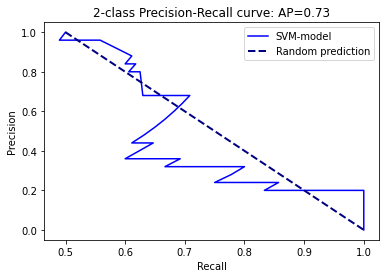 2-class Precision-Recall curve: AP=0.73
SVM-model
Random prediction
Precision
1.0
0.8
0.6
0.4
0.2
0.0
0.5 0.6 0.7 0.8 0.9 1.0
Recall